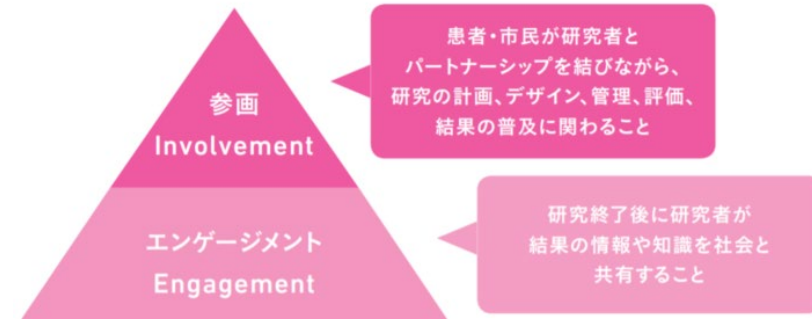 参画
Involvement
患者・市民が研究者と
パートナーシップを結びながら、
研究の計画、デザイン、管理、評価、
結果の普及に関わること
エンゲージメント
Engagement
研究終了後に研究者が
結果の情報や知識を社会と
共有すること